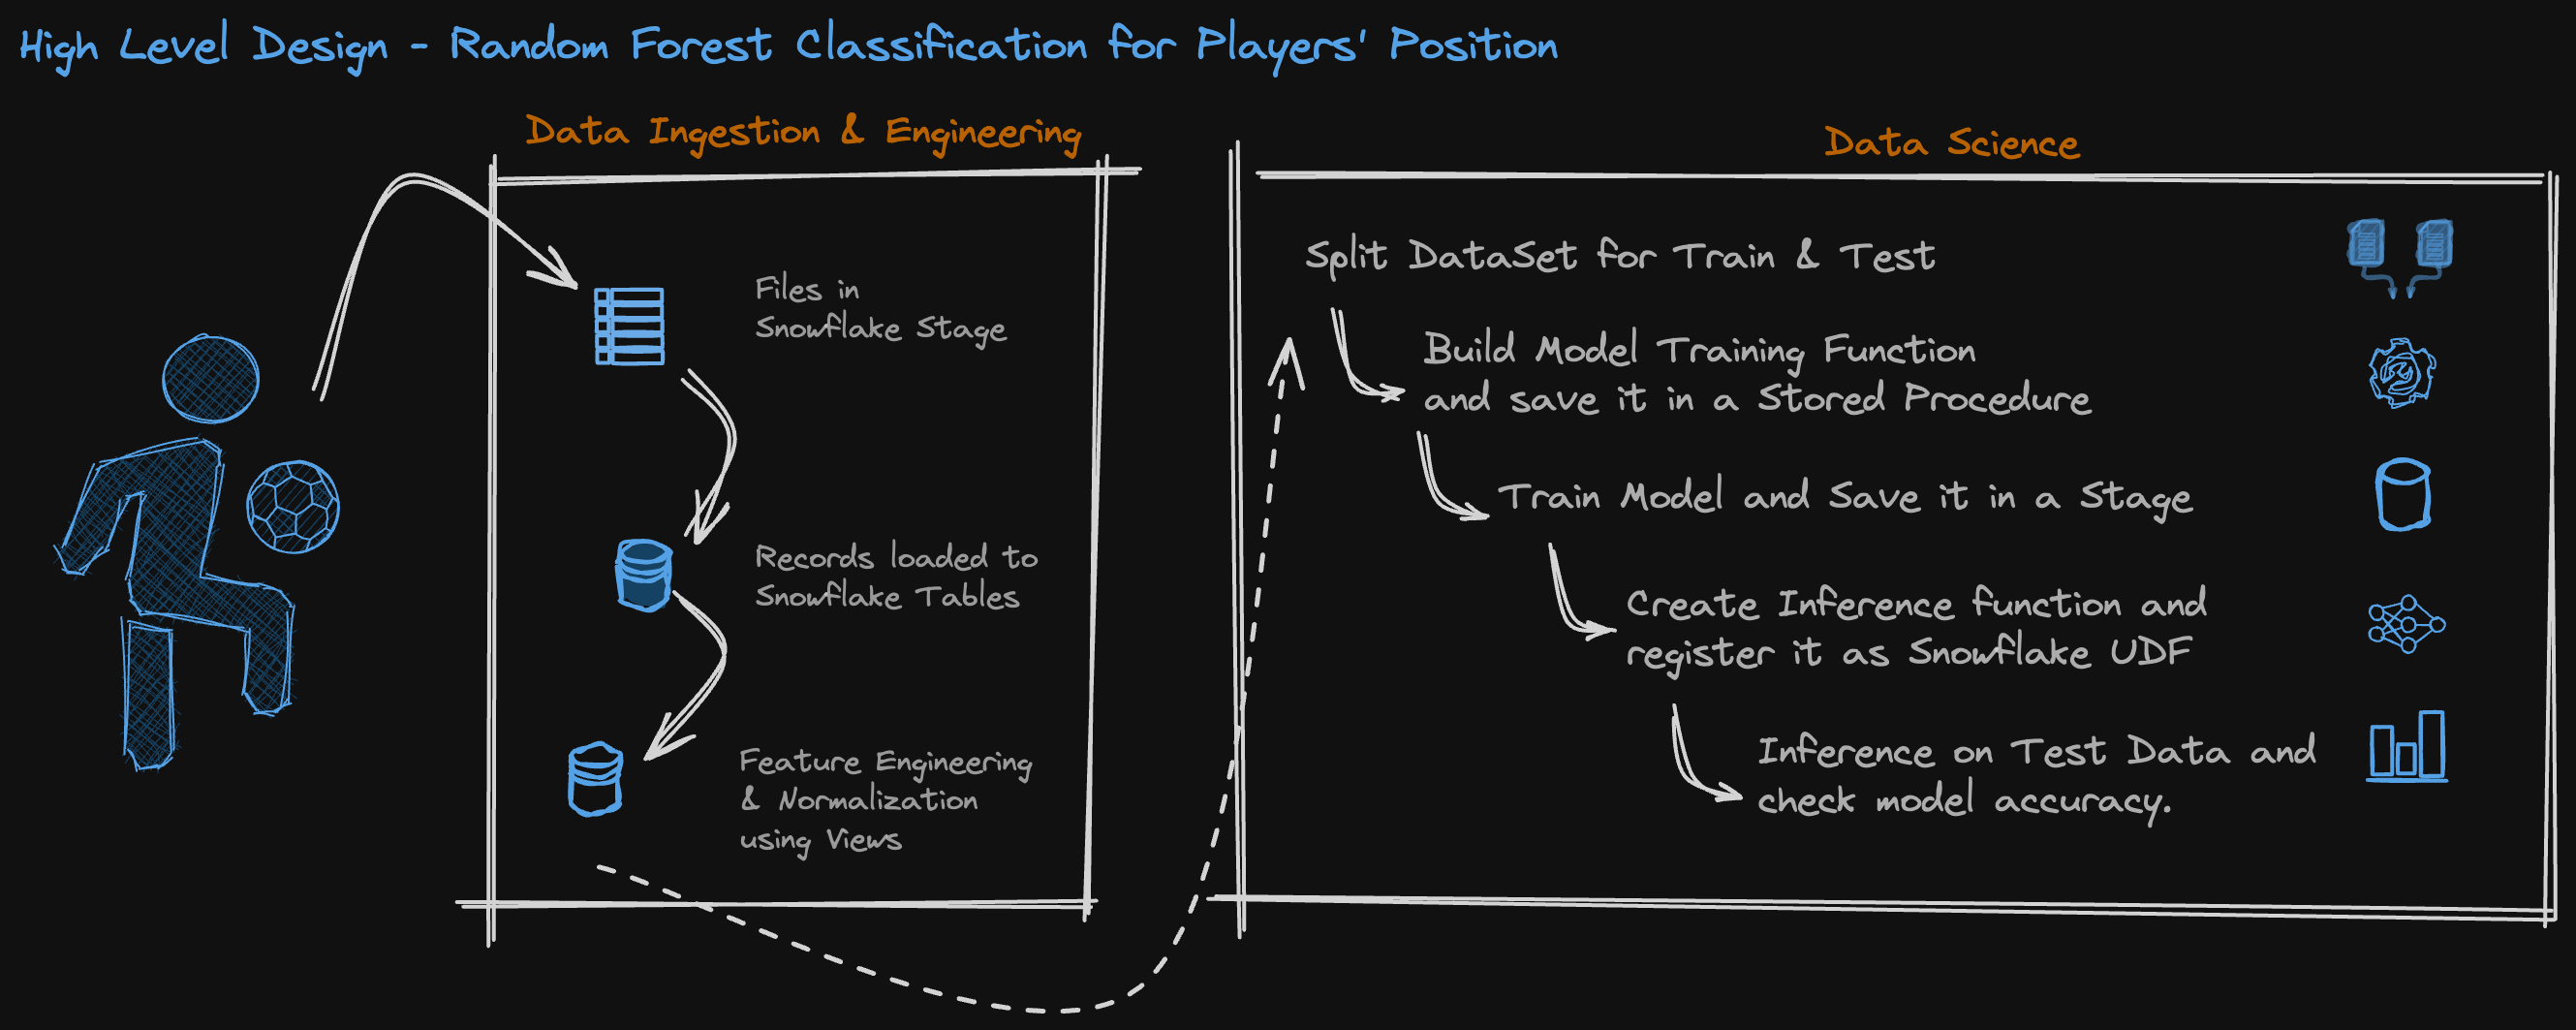 High Level Design - Random Forest Classification for Players' Position
Data Ingestion & Engineering
Files in
Snowflake Stage
Records loaded to
Snowflake Tables
Feature Engineering
& Normalization
using Views
Data Science
Split DataSet for Train & Test
Build Model Training Function
and save it in a Stored Procedure
Train Model and Save it in a Stage
Create Inference function and
register it as Snowflake UDF
Inference on Test Data and
check model accuracy.